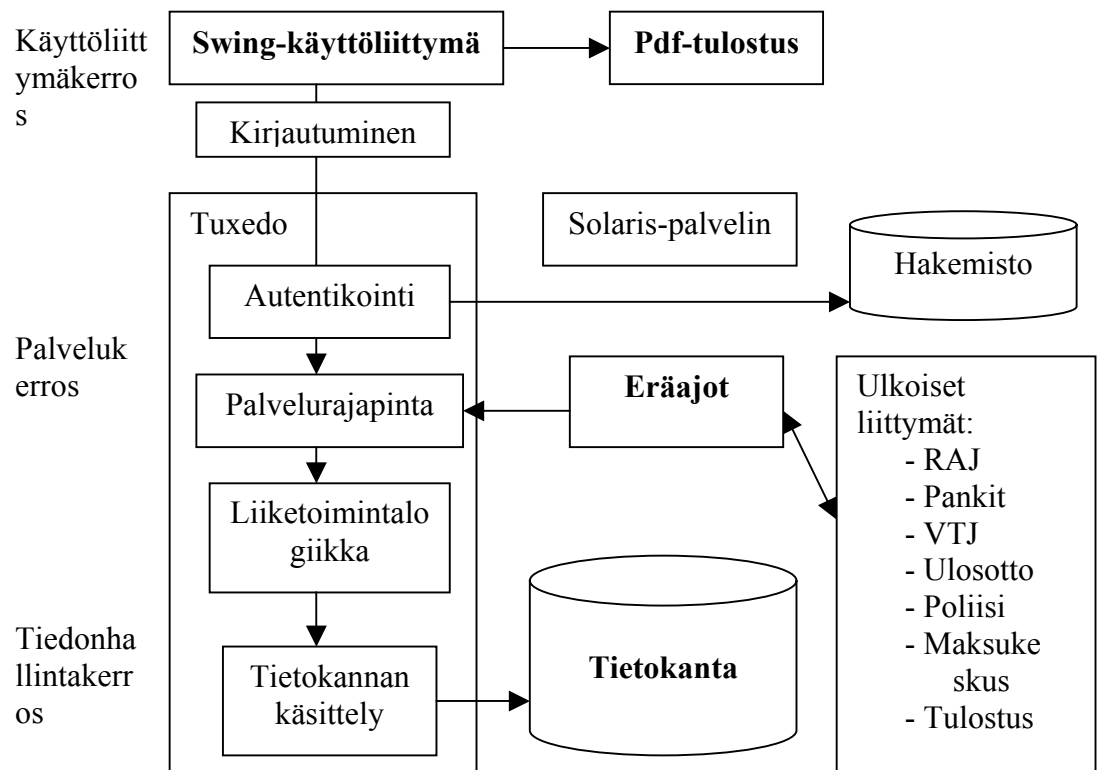 Käyttöliitt
ymäkerro
s
Swing-käyttöliittymä
Pdf-tulostus
Kirjautuminen
Tuxedo
Solaris-palvelin
Hakemisto
Autentikointi
Palveluk
erros
Palvelurajapinta
Eräajot
Ulkoiset
liittymät:
- RAJ
- Pankit
- VTJ
- Ulosotto
- Poliisi
- Maksuke
skus
- Tulostus
Liiketoimintalo
giikka
Tiedonha
llintakerr
os
Tietokannan
käsittely
Tietokanta